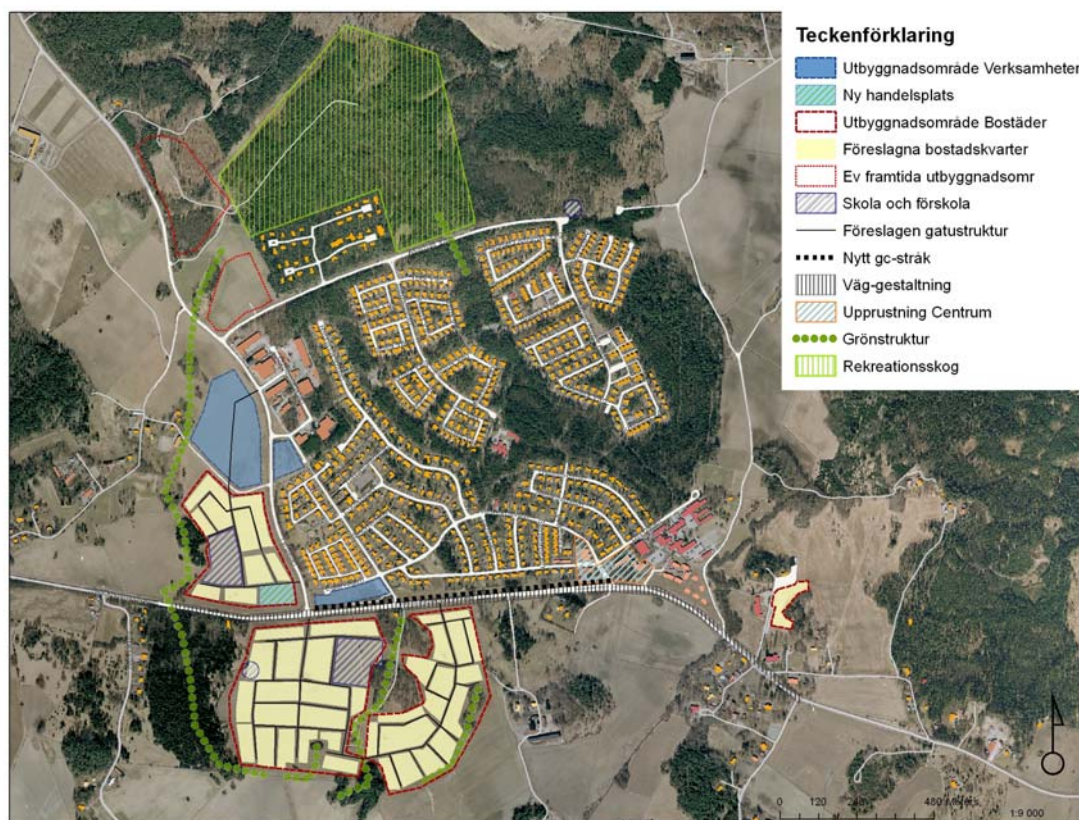 Teckenförklaring
Utbyggnadsområde Verksamheter
Ny handelsplats
Utbyggnadsområde Bostäder
Föreslagna bostadskvarter
Ev framtida utbyggnadsomr
Skola och förskola
Föreslagen gatustruktur
Nytt gc-stråk
Väg-gestaltning
Upprustning Centrum
Grönstruktur
Rekreationsskog
0 120 240 480 Meters
1:9 000